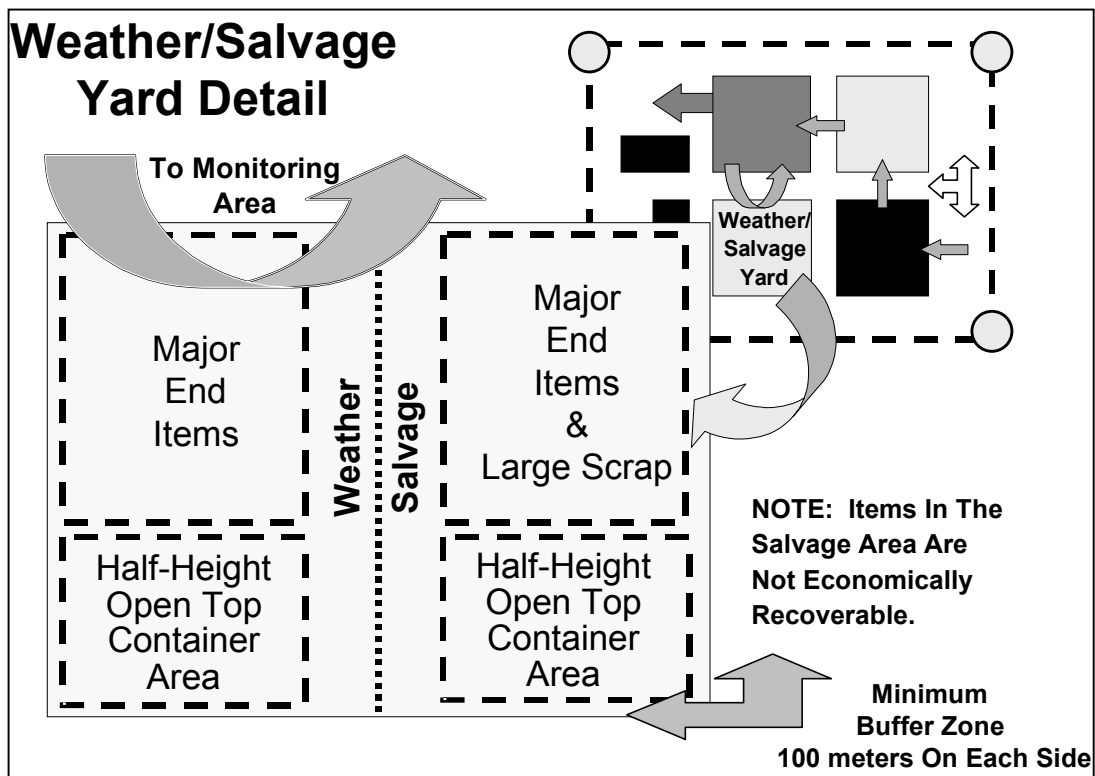 Weather/Salvage
Yard Detail
To Monitoring
Area
Weather/
Salvage
Yard
Major
End
Items
Weather
Salvage
Major
End
Items
&
Large Scrap
Half-Height
Open Top
Container
Area
Half-Height
Open Top
Container
Area
NOTE: Items In The
Salvage Area Are
Not Economically
Recoverable.
Minimum
Buffer Zone
100 meters On Each Side